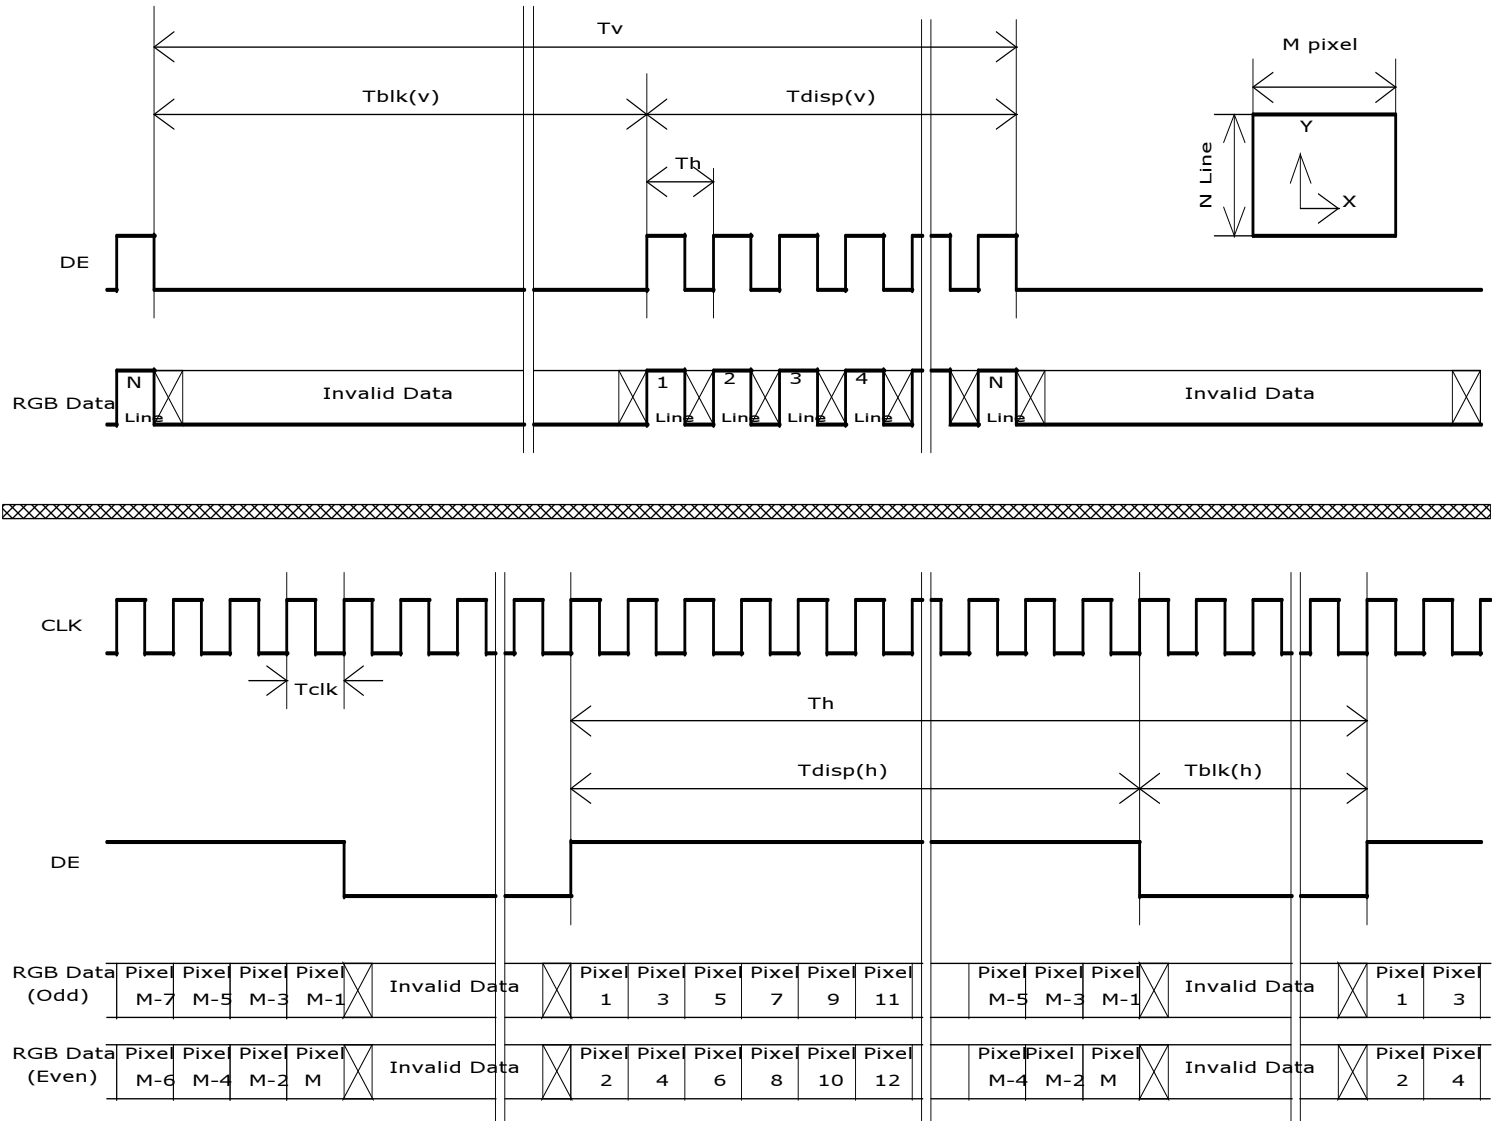 Tv
M pixel
Tblk(v)
Tdisp(v)
Y
Th
N Line
X
DE
N
1
2
3
4
N
Invalid Data
Invalid Data
RGB Data
Line
Line
Line
Line
Line
Line
CLK
Tclk
Th
Tdisp(h)
Tblk(h)
DE
RGB Data Pixel Pixel Pixel Pixel Invalid Data Pixel Pixel Pixel Pixel Pixel Pixel Pixel Pixel Pixel Invalid Data Pixel Pixel
(Odd) M-7 M-5 M-3 M-1 1 3 5 7 9 11 M-5 M-3 M-1 1 3
RGB Data Pixel Pixel Pixel Pixel Invalid Data Pixel Pixel Pixel Pixel Pixel Pixel Pixel Pixel Pixel Invalid Data Pixel Pixel
(Even) M-6 M-4 M-2 M 2 4 6 8 10 12 M-4 M-2 M 2 4